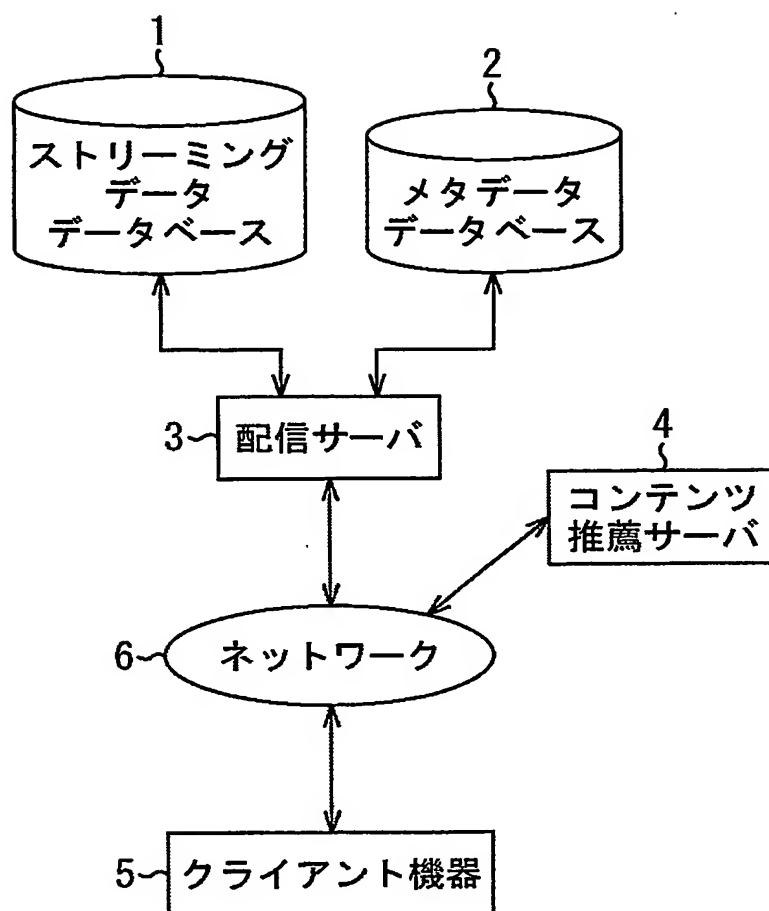 1
ストリーミング
データ
データベース
2
メタデータ
データベース
3
配信サーバ
4
コンテンツ
推薦サーバ
6
ネットワーク
5
クライアント機器